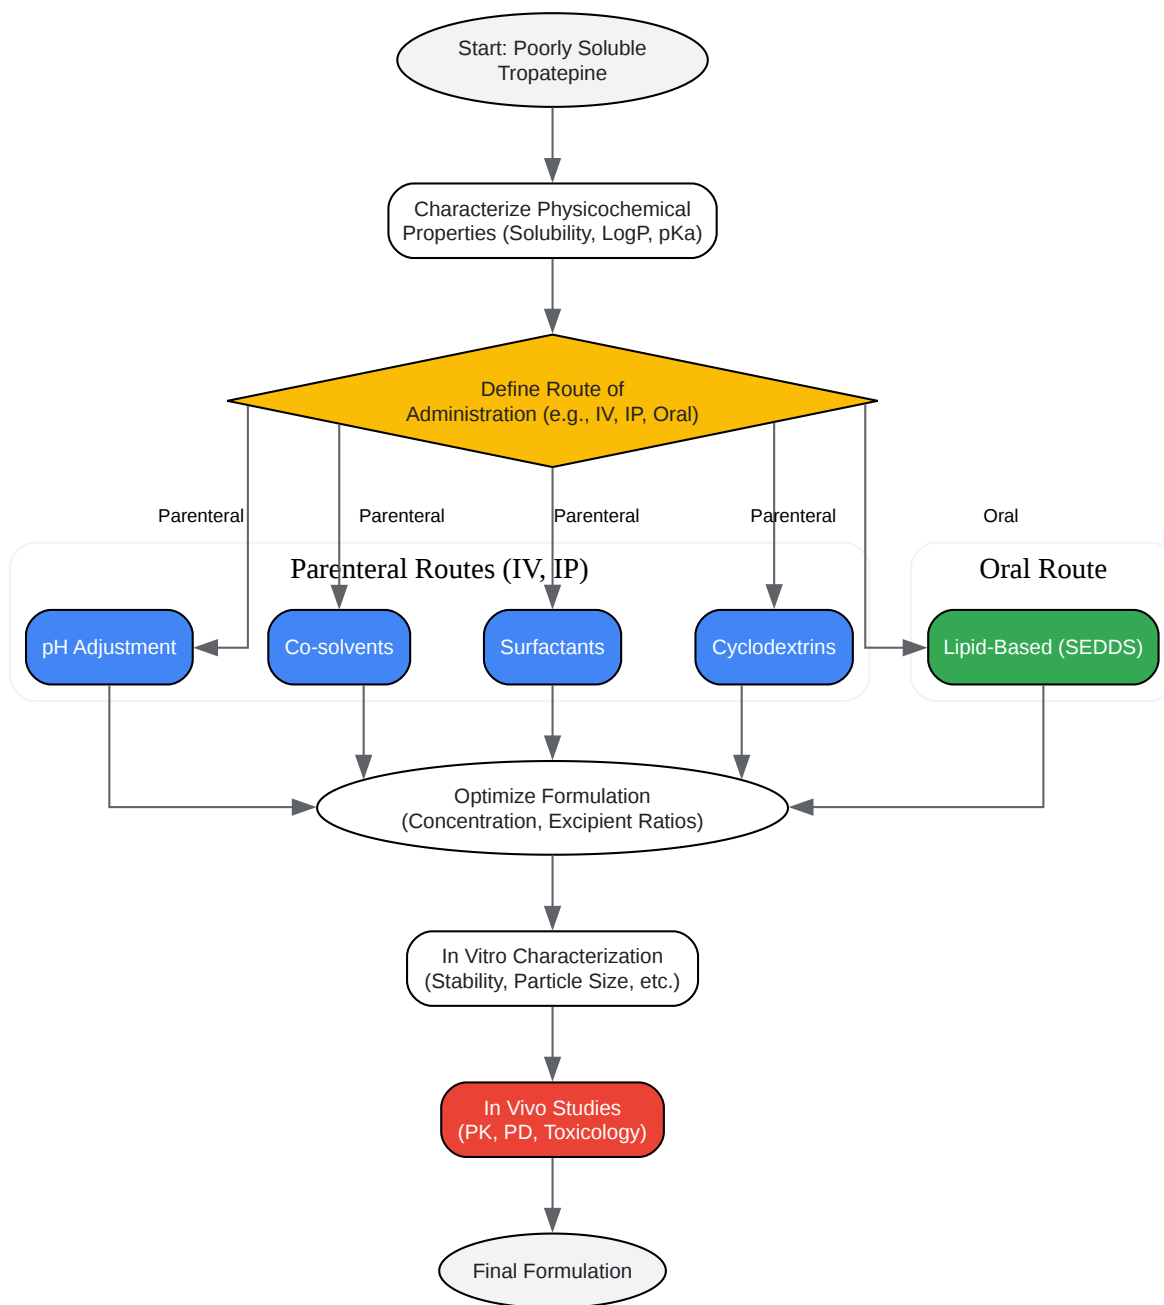 Start: Poorly Soluble
Tropatepine
Characterize Physicochemical
Properties (Solubility, LogP, pKa)
Define Route of
Administration (e.g., IV, IP, Oral)
Parenteral
Parenteral
Parenteral
Parenteral
Oral
Parenteral Routes (IV, IP)
Oral Route
pH Adjustment
Co-solvents
Surfactants
Cyclodextrins
Lipid-Based (SEDDS)
Optimize Formulation
(Concentration, Excipient Ratios)
In Vitro Characterization
(Stability, Particle Size, etc.)
In Vivo Studies
(PK, PD, Toxicology)
Final Formulation